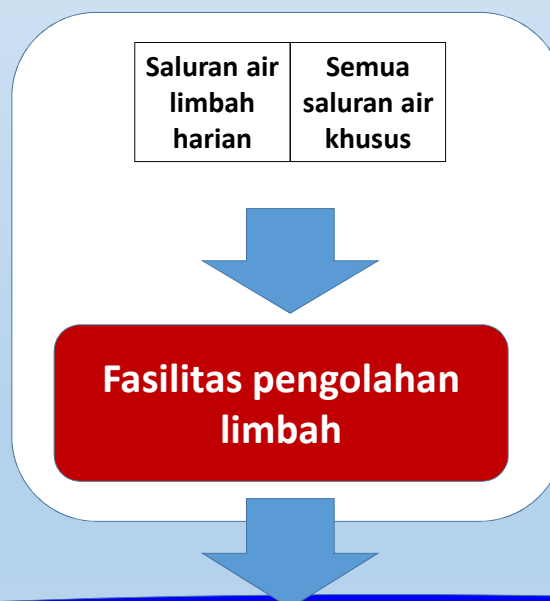 Saluran air
limbah
harian
Semua
saluran air
khusus
Fasilitas pengolahan
limbah